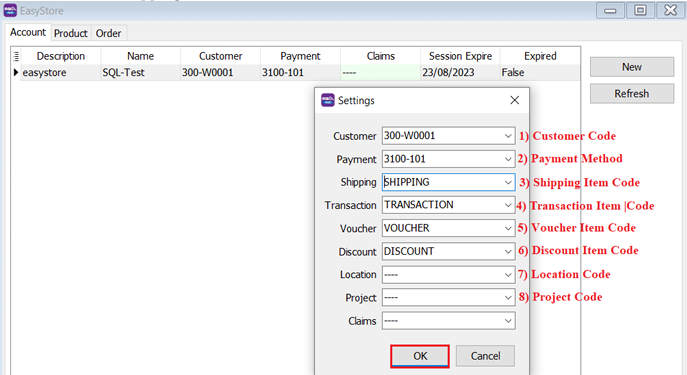 EasyStore
Account Product Order
Description Name Customer Payment Claims Session Expire Expired
easystore SQL-Test 300-W0001 3100-101 ---- 23/08/2023 False
New
Refresh
Settings
Customer 300-W0001 1) Customer Code
Payment 3100-101 2) Payment Method
Shipping SHIPPING 3) Shipping Item Code
Transaction TRANSACTION 4) Transaction Item |Code
Voucher VOUCHER 5) Voucher Item Code
Discount DISCOUNT 6) Discount Item Code
Location ---- 7) Location Code
Project ---- 8) Project Code
Claims ----
OK Cancel